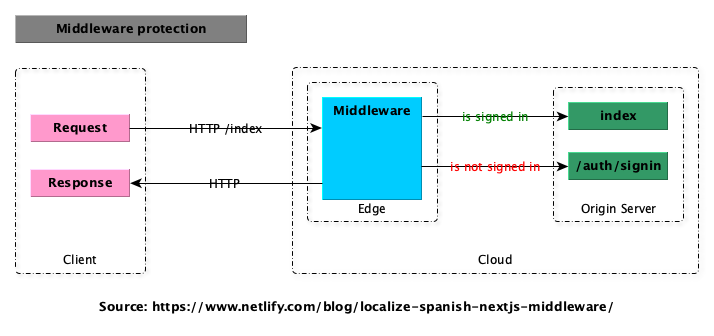 Middleware protection
Request
HTTP /index
Middleware
is signed in
index
is not signed in
/auth/signin
Response
HTTP
Edge
Origin Server
Client
Cloud
Source: https://www.netlify.com/blog/localize-spanish-nextjs-middleware/